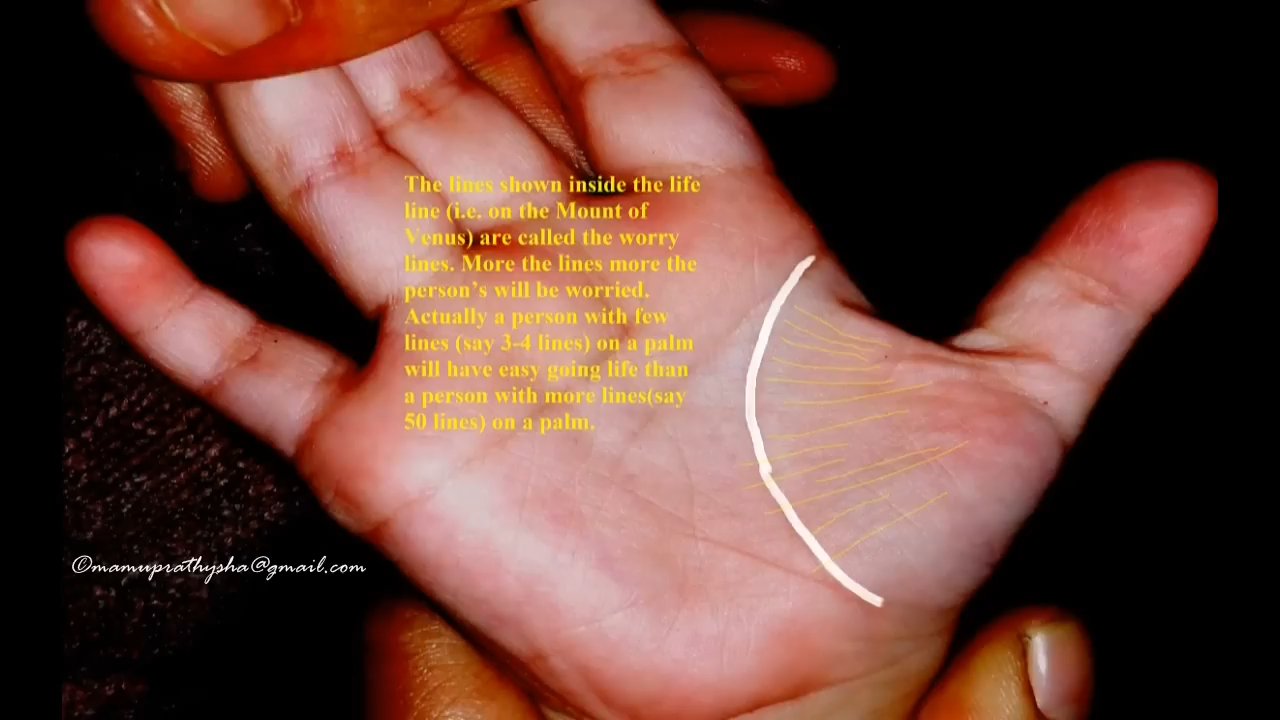 The lines shown inside the life
line (i.e. on the Mount of
Venus) are called the worry
lines. More the lines more the
person's will be worried.
Actually a person with few
lines (say 3-4 lines) on a palm
will have easy going life than
a person with more lines(say
50 lines) on a palm.
©mamuprathysha@gmail.com